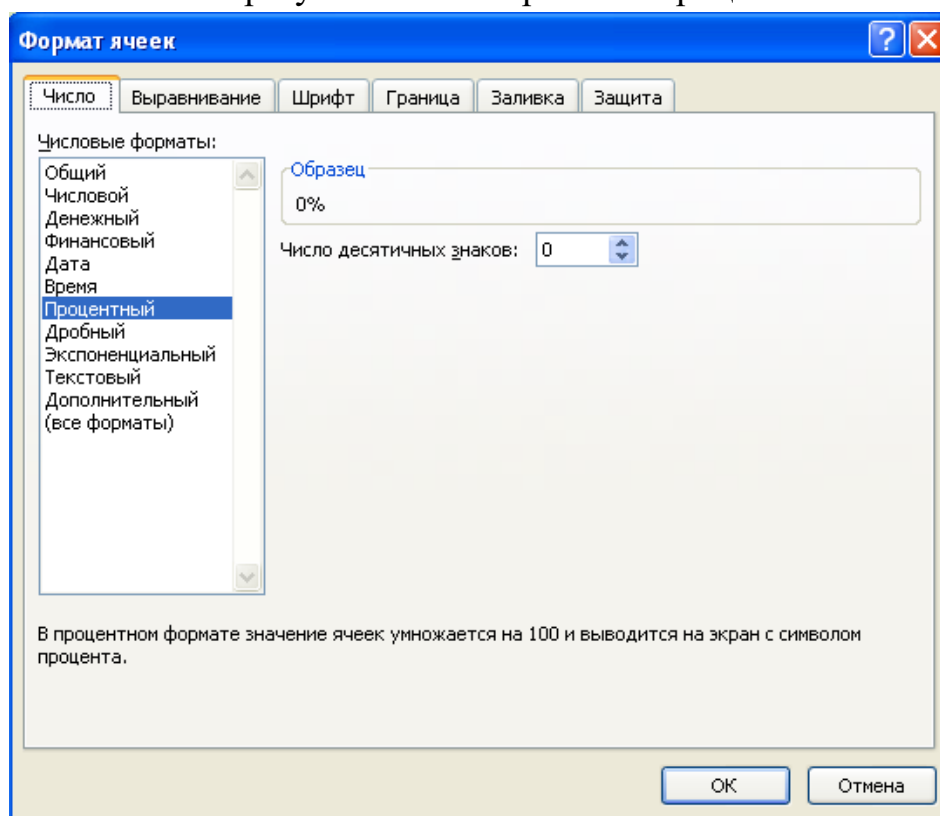 Формат ячеек
Число Выравнивание Шрифт Граница Заливка Защита
Числовые форматы:
Общий
Числовой
Денежный
Финансовый
Дата
Время
Процентный
Дробный
Экспоненциальный
Текстовый
Дополнительный
(все форматы)
Образец
0%
Число десятичных знаков: 0
В процентном формате значение ячеек умножается на 100 и выводится на экран с символом
процента.
ОК Отмена